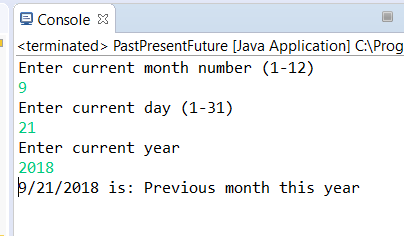 Console
<terminated> PastPresentFuture [Java Application] C:\Prog
Enter current month number (1-12)
9
Enter current day (1-31)
21
Enter current year
2018
9/21/2018 is: Previous month this year